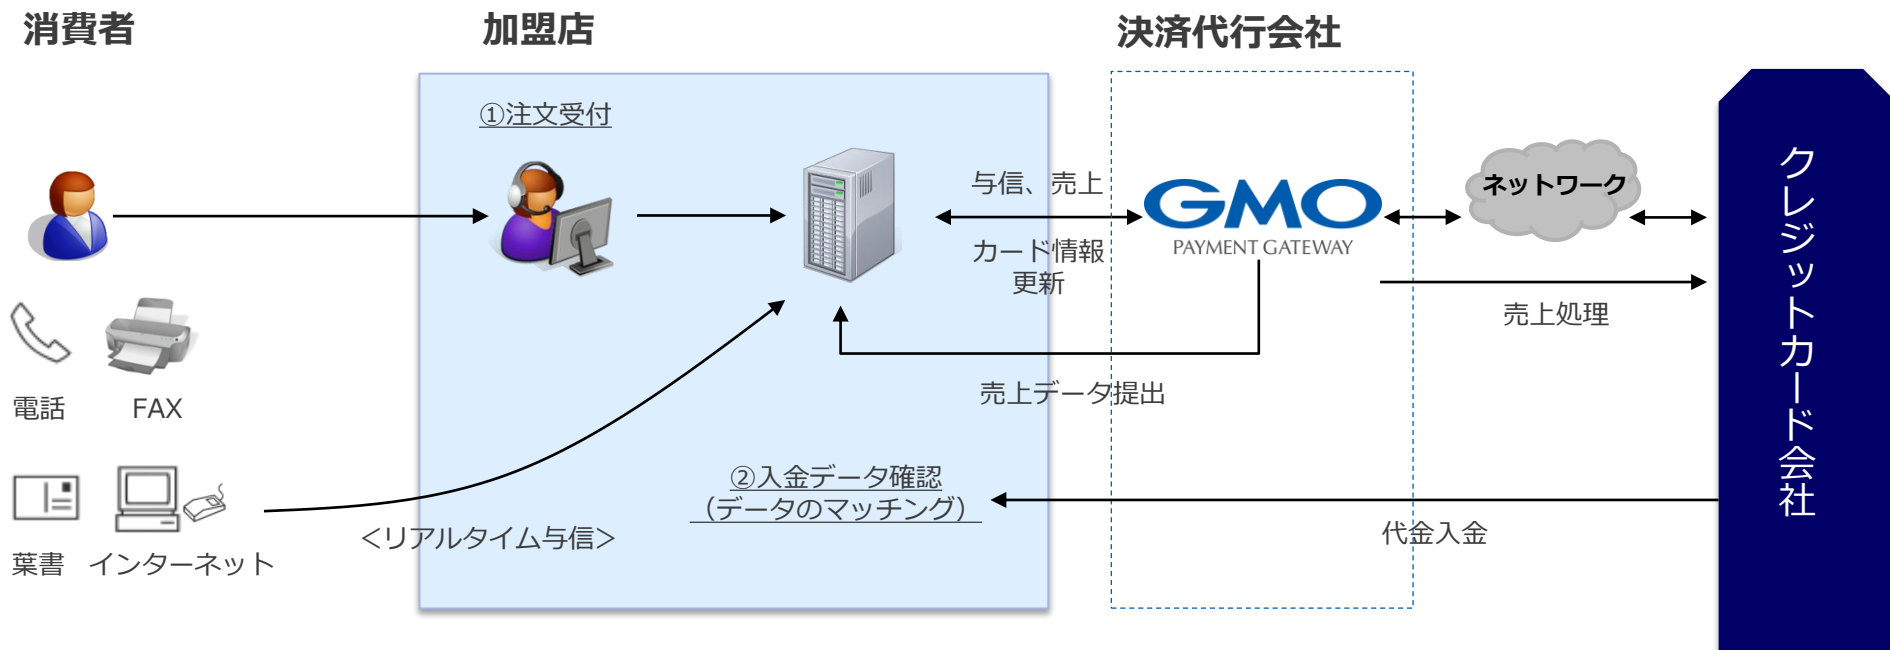 消費者
加盟店
決済代行会社
①注文受付
与信、売上
カード情報
更新
GMO
PAYMENT GATEWAY
ネットワーク
売上処理
クレジットカード会社
電話
FAX
売上データ提出
②入金データ確認
（データのマッチング）
代金入金
<リアルタイム与信>
葉書
インターネット